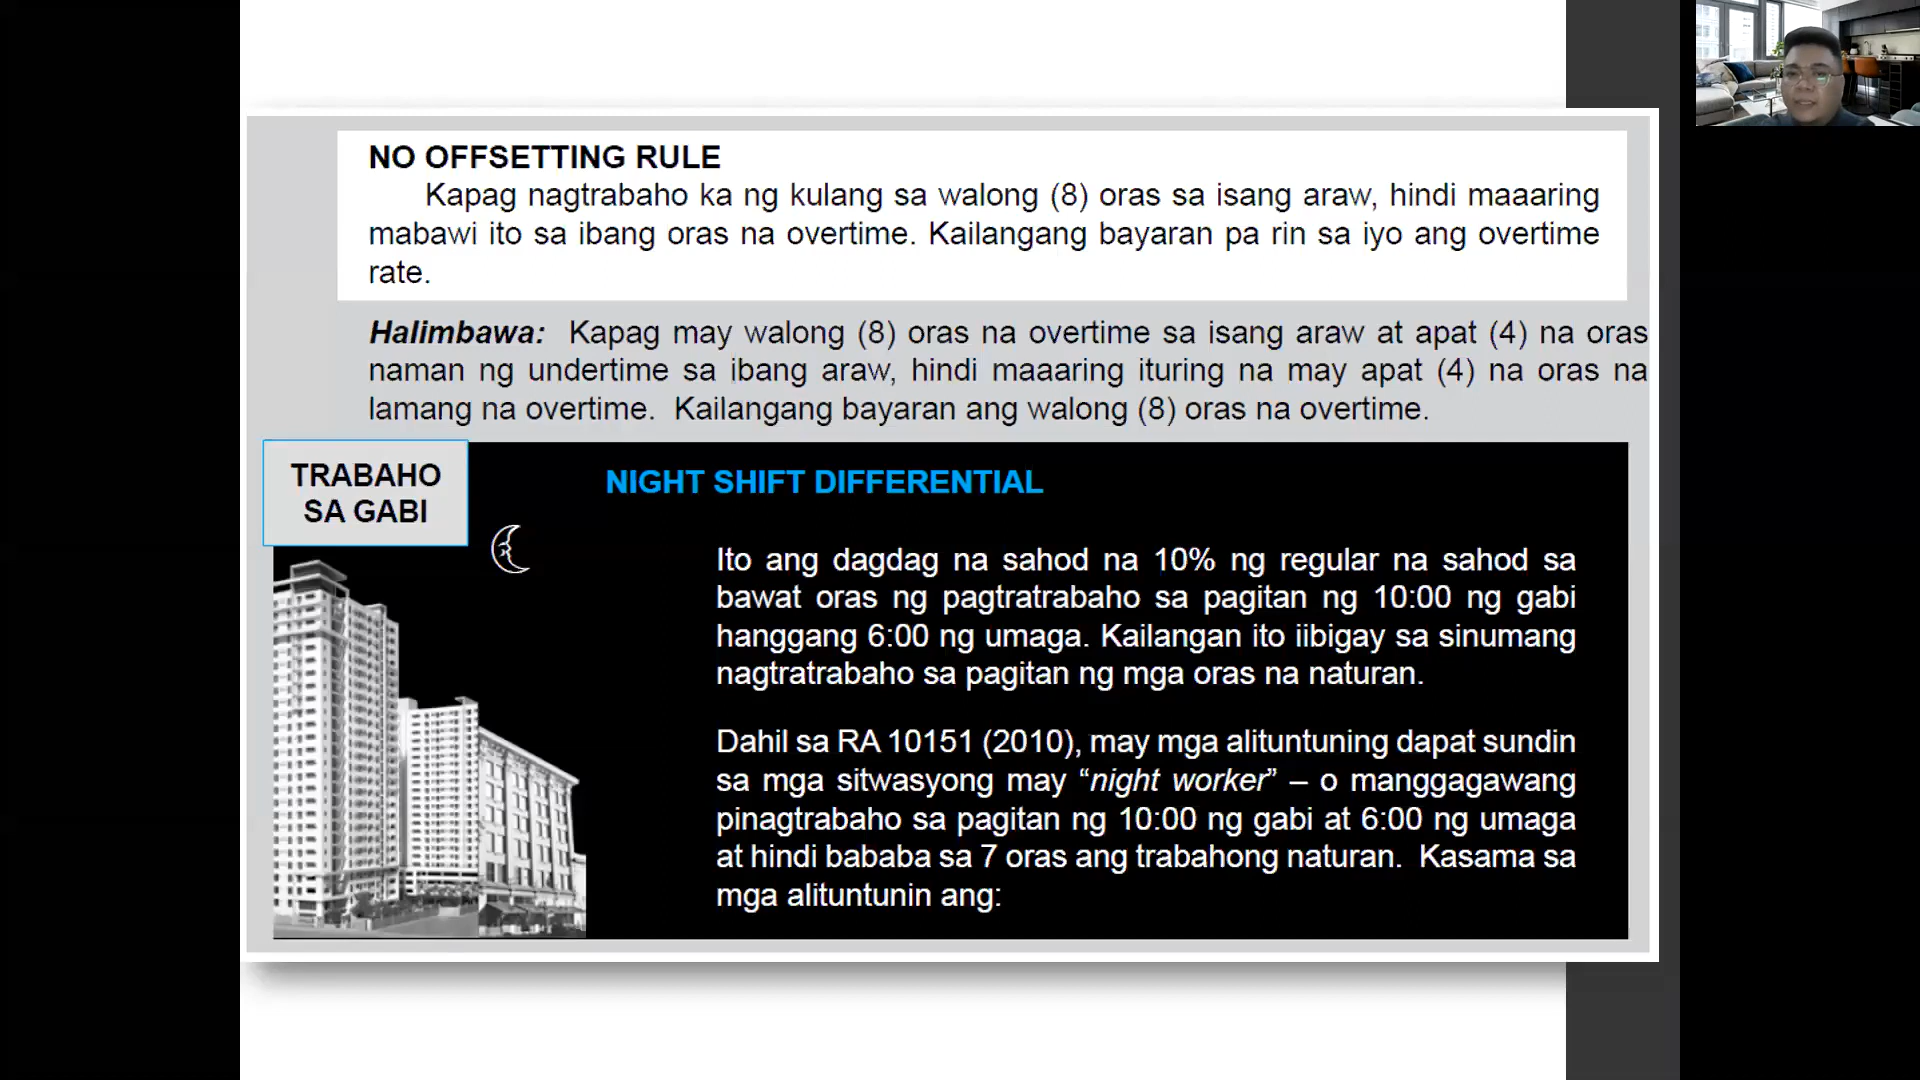 NO OFFSETTING RULE
Kapag nagtrabaho ka ng kulang sa walong (8) oras sa isang araw, hindi maaaring
mabawi ito sa ibang oras na overtime. Kailangang bayaran pa rin sa iyo ang overtime
rate.
Halimbawa: Kapag may walong (8) oras na overtime sa isang araw at apat (4) na oras
naman ng undertime sa ibang araw, hindi maaaring ituring na may apat (4) na oras na
lamang na overtime. Kailangang bayaran ang walong (8) oras na overtime.
TRABAHO
SA GABI
NIGHT SHIFT DIFFERENTIAL
Ito ang dagdag na sahod na 10% ng regular na sahod sa
bawat oras ng pagtratrabaho sa pagitan ng 10:00 ng gabi
hanggang 6:00 ng umaga. Kailangan ito iibigay sa sinumang
nagtratrabaho sa pagitan ng mga oras na naturan.
Dahil sa RA 10151 (2010), may mga alituntuning dapat sundin
sa mga sitwasyong may “night worker” – o manggagawang
pinagtrabaho sa pagitan ng 10:00 ng gabi at 6:00 ng umaga
at hindi bababa sa 7 oras ang trabahong naturan. Kasama sa
mga alituntunin ang: